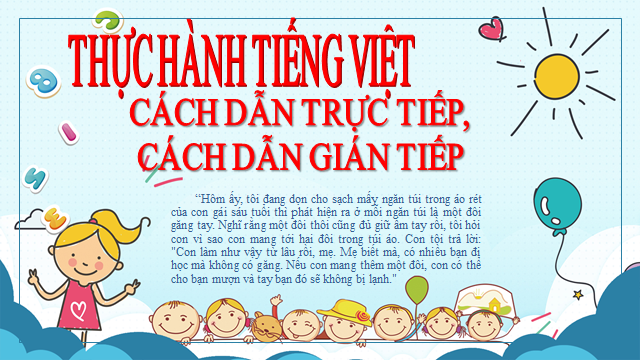 THỰC HÀNH TIẾNG VIỆT
CÁCH DẪN TRỰC TIẾP,
CÁCH DẪN GIÁN TIẾP
“Hôm ấy, tôi đang dọn cho sạch mấy ngăn túi trong áo rét
của con gái sáu tuổi thì phát hiện ra ở mỗi ngăn túi là một đôi
găng tay. Nghĩ rằng một đôi thôi cũng đủ giữ ấm tay rồi, tôi hỏi
con vì sao con mang tới hai đôi trong túi áo. Con tôi trả lời:
"Con làm như vậy từ lâu rồi, mẹ. Mẹ biết mà, có nhiều bạn đi
học mà không có găng. Nếu con mang thêm một đôi, con có thể
cho bạn mượn và tay bạn đó sẽ không bị lạnh."